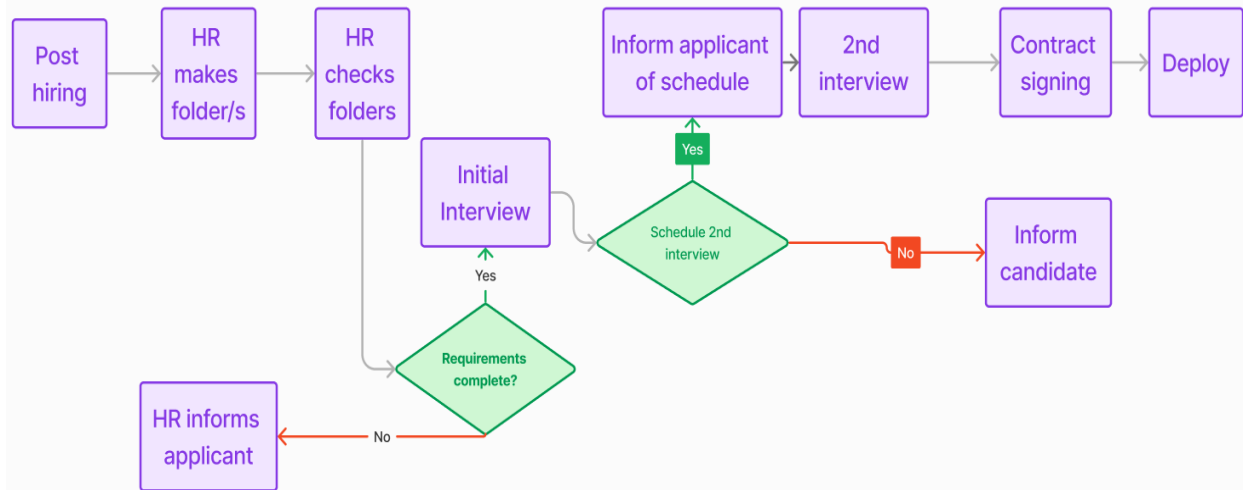 Post
hiring
HR
makes
folder/s
HR
checks
folders
Inform applicant
of schedule
2nd
interview
Contract
signing
Deploy
Initial
Interview
Yes
Schedule 2nd
interview
No
Inform
candidate
Yes
Requirements
complete?
HR informs
applicant
No